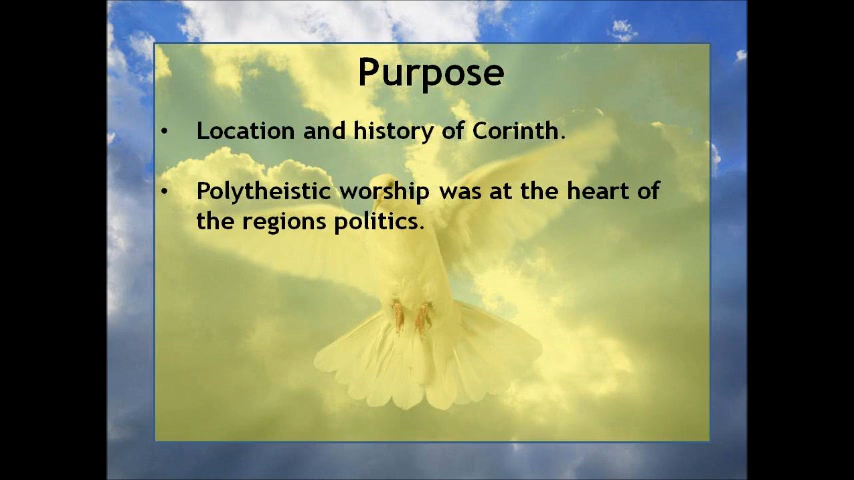 Purpose
• Location and history of Corinth.
• Polytheistic worship was at the heart of
the regions politics.